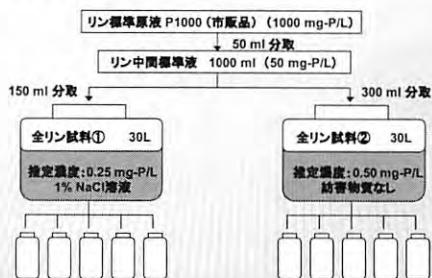 リン標準原液 P1000 (市販品) (1000 mg-P/L)
50 ml 分取
リン中間標準液 1000 ml (50 mg-P/L)
150 ml 分取
300 ml 分取
全リン試料① 30L
推定濃度:0.25 mg-P/L
1% NaCl溶液
全リン試料② 30L
推定濃度:0.50 mg-P/L
妨害物質なし